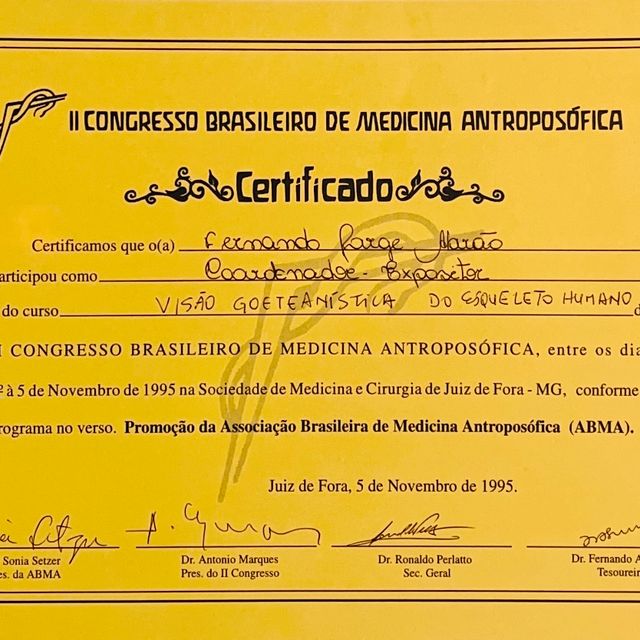 II CONGRESSO BRASILEIRO DE MEDICINA ANTROPOSÓFICA
Certificado
Certificamos que o(a) Fernando Jorge Marão
articipou como Coordenador - Expositor
do curso VISÃO GOETEANÍSTICA DO ESQUELETO HUMANO d
I CONGRESSO BRASILEIRO DE MEDICINA ANTROPOSÓFICA, entre os dia
º à 5 de Novembro de 1995 na Sociedade de Medicina e Cirurgia de Juiz de Fora - MG, conforme
rograma no verso. Promoção da Associação Brasileira de Medicina Antroposófica (ABMA).
Juiz de Fora, 5 de Novembro de 1995.
Sonia Setzer Dr. Antonio Marques Dr. Ronaldo Perlatto Dr. Fernando A
es. da ABMA Pres. do II Congresso Sec. Geral Tesourei